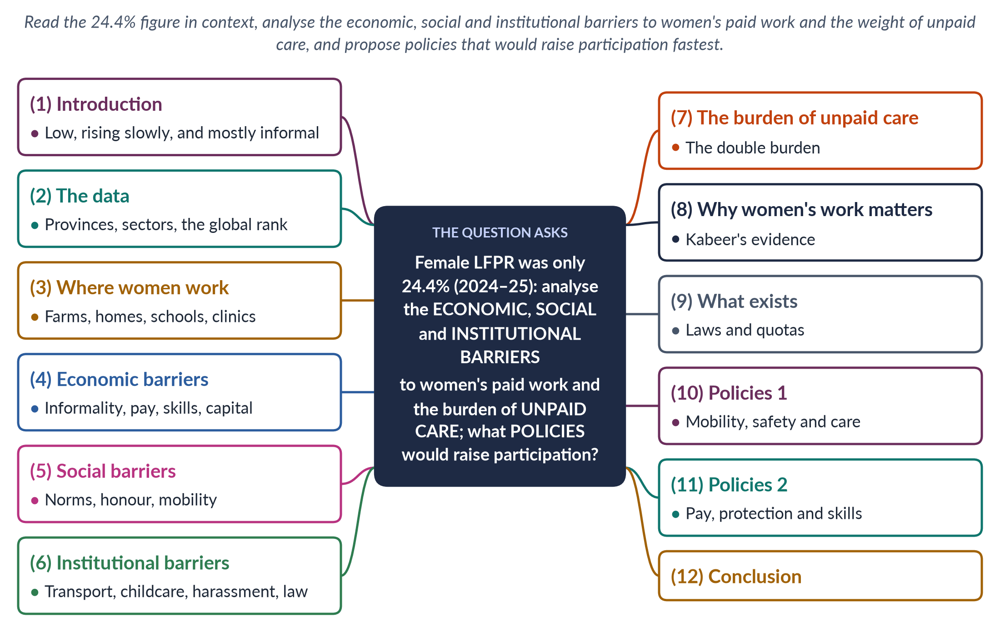 Read the 24.4% figure in context, analyse the economic, social and institutional barriers to women's paid work and the weight of unpaid
care, and propose policies that would raise participation fastest.
(1) Introduction
• Low, rising slowly, and mostly informal
(2) The data
• Provinces, sectors, the global rank
(3) Where women work
• Farms, homes, schools, clinics
(4) Economic barriers
• Informality, pay, skills, capital
(5) Social barriers
• Norms, honour, mobility
(6) Institutional barriers
• Transport, childcare, harassment, law
THE QUESTION ASKS
Female LFPR was only
24.4% (2024–25): analyse
the ECONOMIC, SOCIAL
and INSTITUTIONAL
BARRIERS
to women's paid work and
the burden of UNPAID
CARE; what POLICIES
would raise participation?
(7) The burden of unpaid care
• The double burden
(8) Why women's work matters
• Kabeer's evidence
(9) What exists
• Laws and quotas
(10) Policies 1
• Mobility, safety and care
(11) Policies 2
• Pay, protection and skills
(12) Conclusion